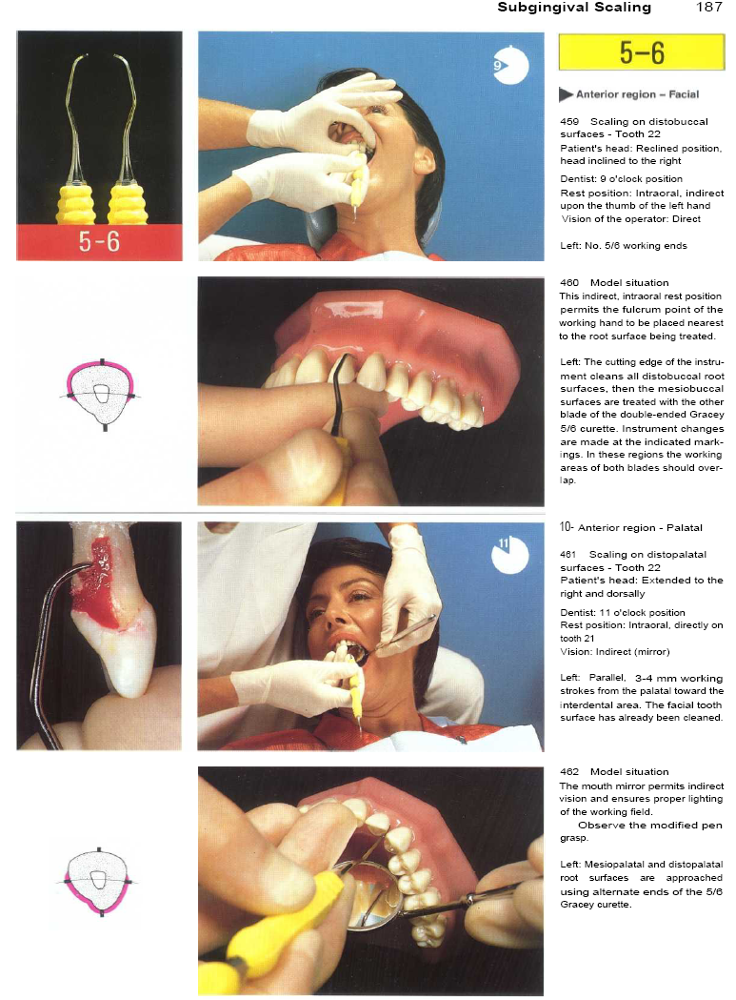 Subgingival Scaling 187
5-6
9
5–6
Anterior region – Facial
459 Scaling on distobuccal
surfaces - Tooth 22
Patient's head: Reclined position,
head inclined to the right
Dentist: 9 o'clock position
Rest position: Intraoral, indirect
upon the thumb of the left hand
Vision of the operator: Direct
Left: No. 5/6 working ends
460 Model situation
This indirect, intraoral rest position
permits the fulcrum point of the
working hand to be placed nearest
to the root surface being treated.
Left: The cutting edge of the instru-
ment cleans all distobuccal root
surfaces, then the mesiobuccal
surfaces are treated with the other
blade of the double-ended Gracey
5/6 curette. Instrument changes
are made at the indicated mark-
ings. In these regions the working
areas of both blades should over-
lap.
11
10- Anterior region - Palatal
461 Scaling on distopalatal
surfaces - Tooth 22
Patient's head: Extended to the
right and dorsally
Dentist: 11 o'clock position
Rest position: Intraoral, directly on
tooth 21
Vision: Indirect (mirror)
Left: Parallel, 3-4 mm working
strokes from the palatal toward the
interdental area. The facial tooth
surface has already been cleaned.
462 Model situation
The mouth mirror permits indirect
vision and ensures proper lighting
of the working field.
Observe the modified pen
grasp.
Left: Mesiopalatal and distopalatal
root surfaces are approached
using alternate ends of the 5/6
Gracey curette.